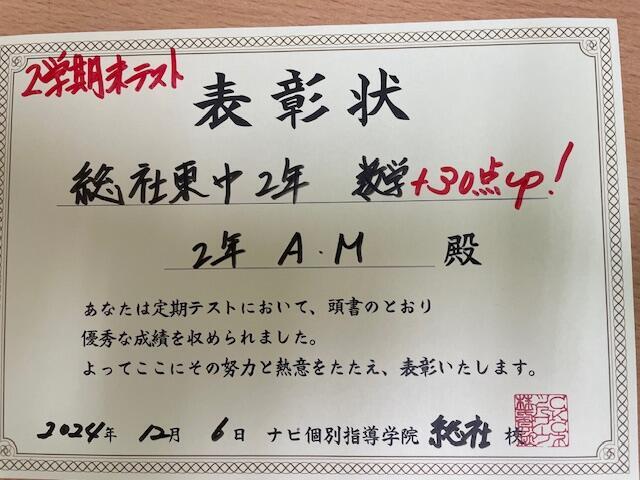 2学期末テスト
表彰状
総社東中2年 数学+30点up!
2年 A.M 殿
あなたは定期テストにおいて、頭書のとおり
優秀な成績を収められました。
よってここにその努力と熱意をたたえ、表彰いたします。
2024年 12月 6日 ナビ個別指導学院 総社 校